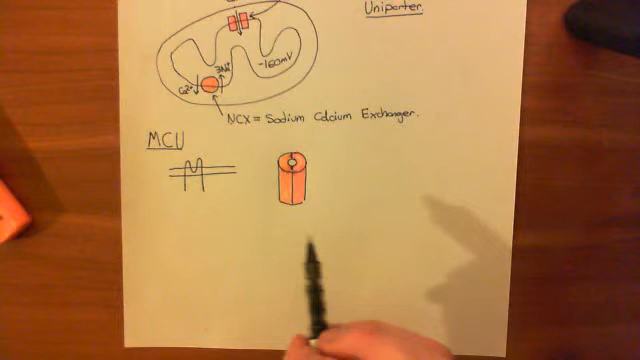 Uniporter.
3Na⁺
Ca²⁺
-160mV
NCX = Sodium Calcium Exchanger.
MCU